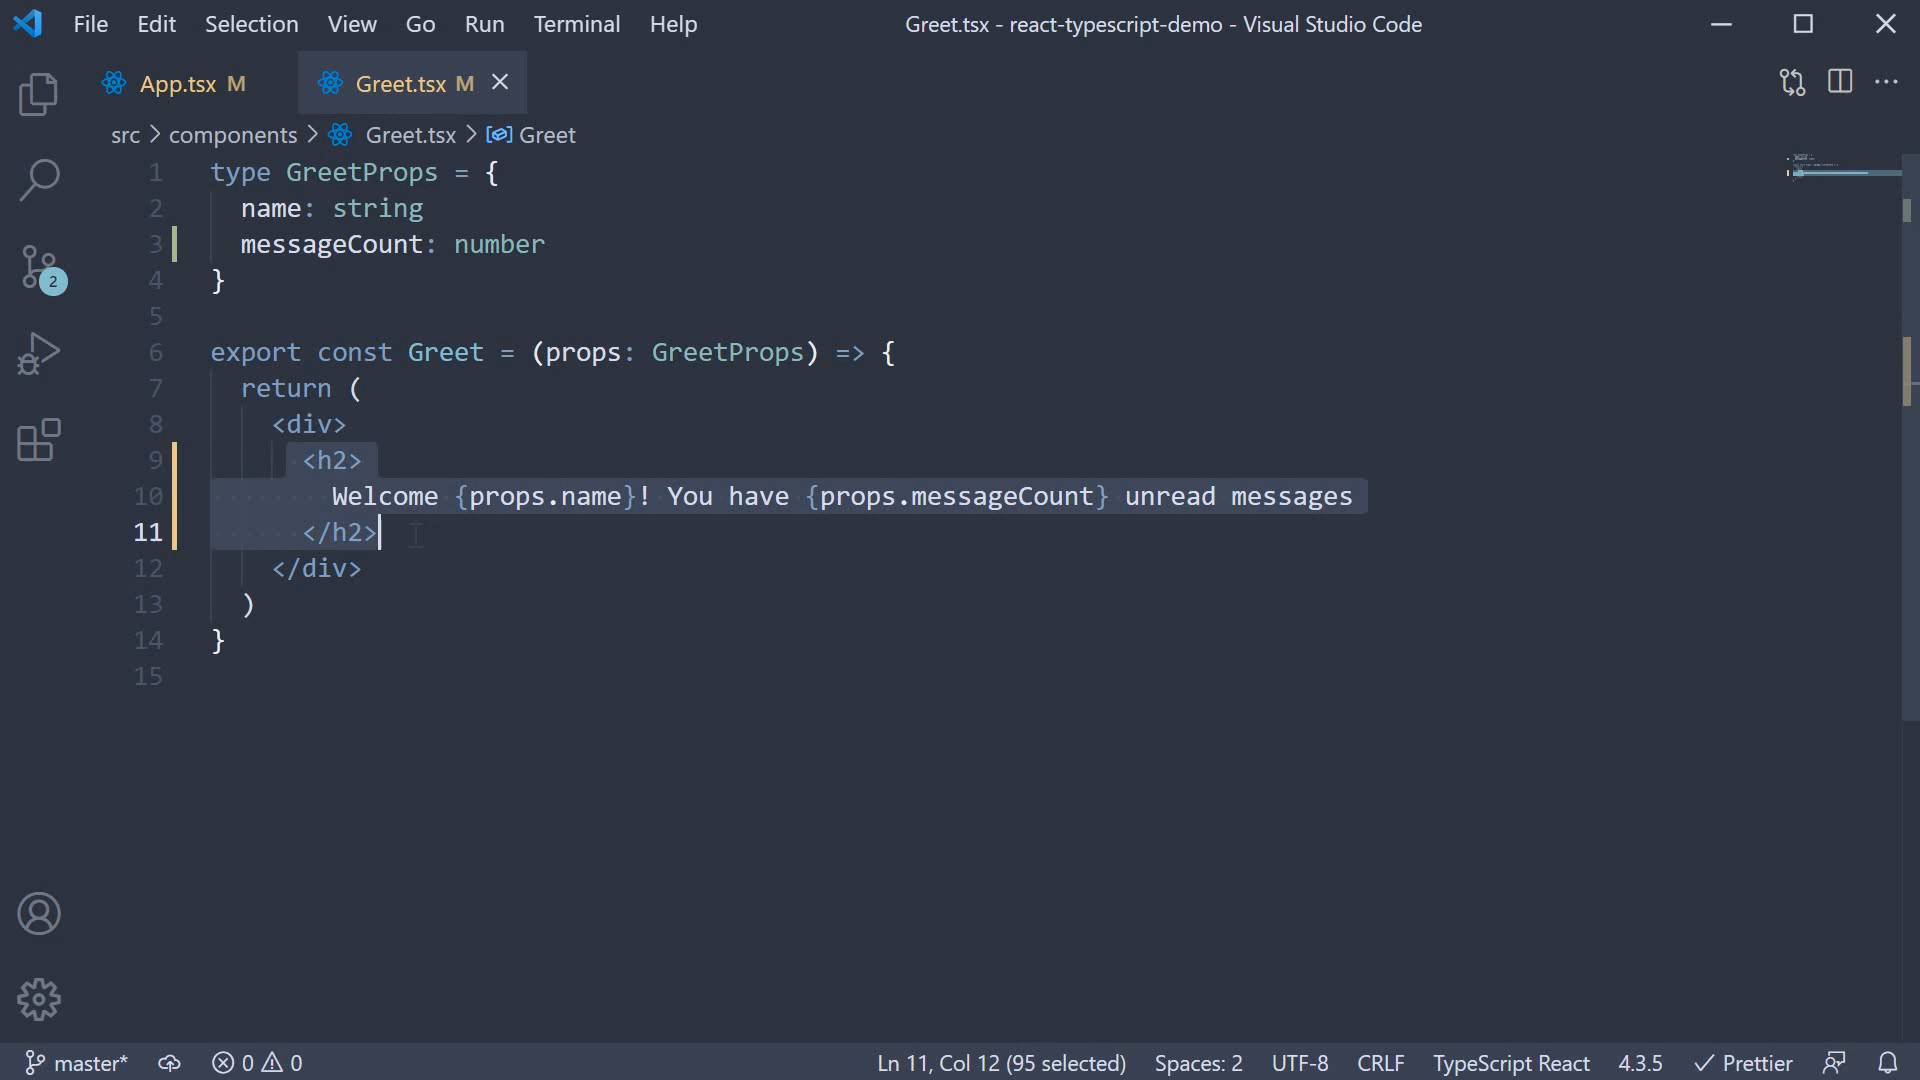 File Edit Selection View Go Run Terminal Help Greet.tsx - react-typescript-demo - Visual Studio Code
App.tsx M Greet.tsx M
src > components > Greet.tsx > Greet
1 type GreetProps = {
2 name: string
3 messageCount: number
4 }
5
6 export const Greet = (props: GreetProps) => {
7 return (
8 <div>
9 <h2>
10 Welcome {props.name}! You have {props.messageCount} unread messages
11 </h2>
12 </div>
13 )
14 }
15
2
master* 0 0 Ln 11, Col 12 (95 selected) Spaces: 2 UTF-8 CRLF TypeScript React 4.3.5 Prettier